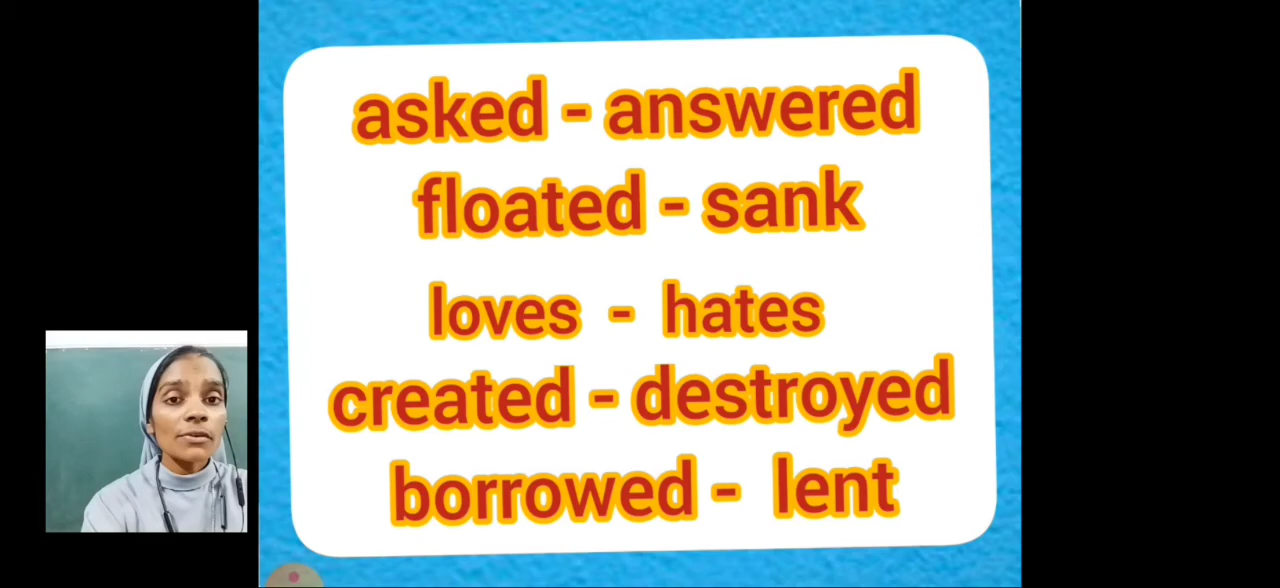 asked - answered
floated - sank
loves - hates
created - destroyed
borrowed - lent